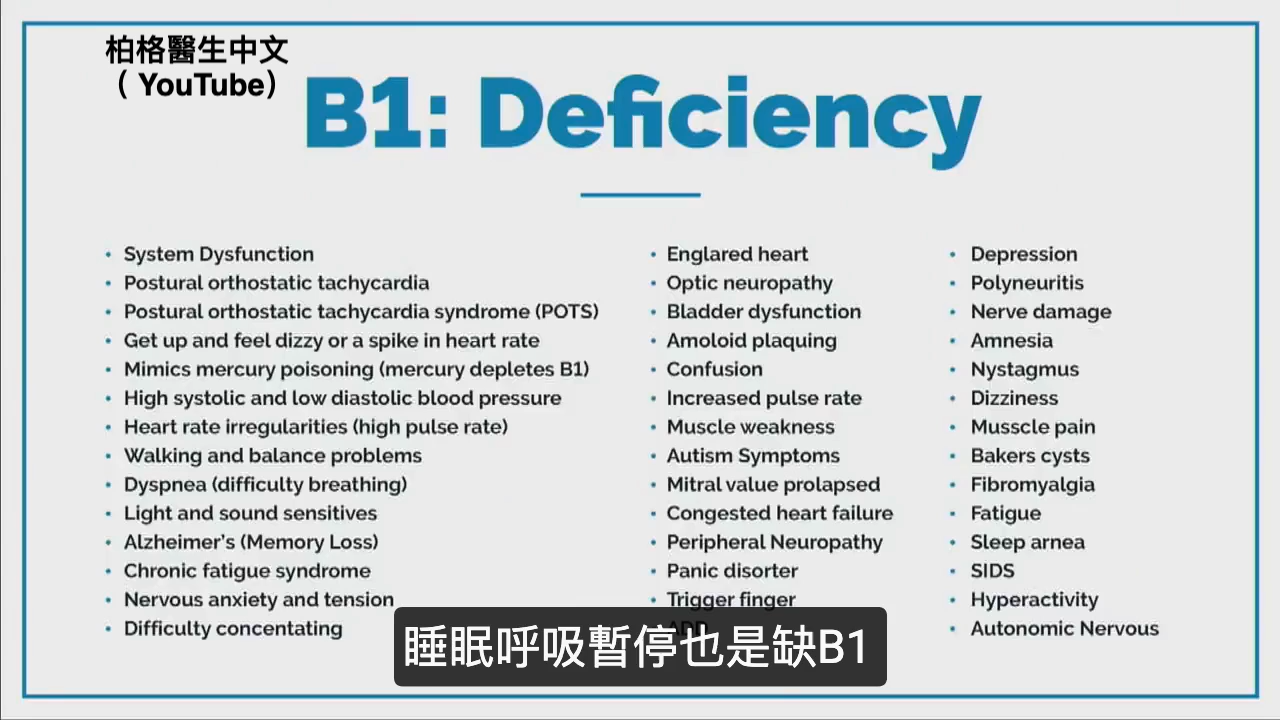 柏格醫生中文
（ YouTube）
B1: Deficiency
System Dysfunction
Postural orthostatic tachycardia
Postural orthostatic tachycardia syndrome (POTS)
Get up and feel dizzy or a spike in heart rate
Mimics mercury poisoning (mercury depletes B1)
High systolic and low diastolic blood pressure
Heart rate irregularities (high pulse rate)
Walking and balance problems
Dyspnea (difficulty breathing)
Light and sound sensitives
Alzheimer's (Memory Loss)
Chronic fatigue syndrome
Nervous anxiety and tension
Difficulty concentating
Englared heart
Optic neuropathy
Bladder dysfunction
Amoloid plaquing
Confusion
Increased pulse rate
Muscle weakness
Autism Symptoms
Mitral value prolapsed
Congested heart failure
Peripheral Neuropathy
Panic disorter
Trigger finger
ADD
Depression
Polyneuritis
Nerve damage
Amnesia
Nystagmus
Dizziness
Musscle pain
Bakers cysts
Fibromyalgia
Fatigue
Sleep arnea
SIDS
Hyperactivity
Autonomic Nervous
睡眠呼吸暫停也是缺B1